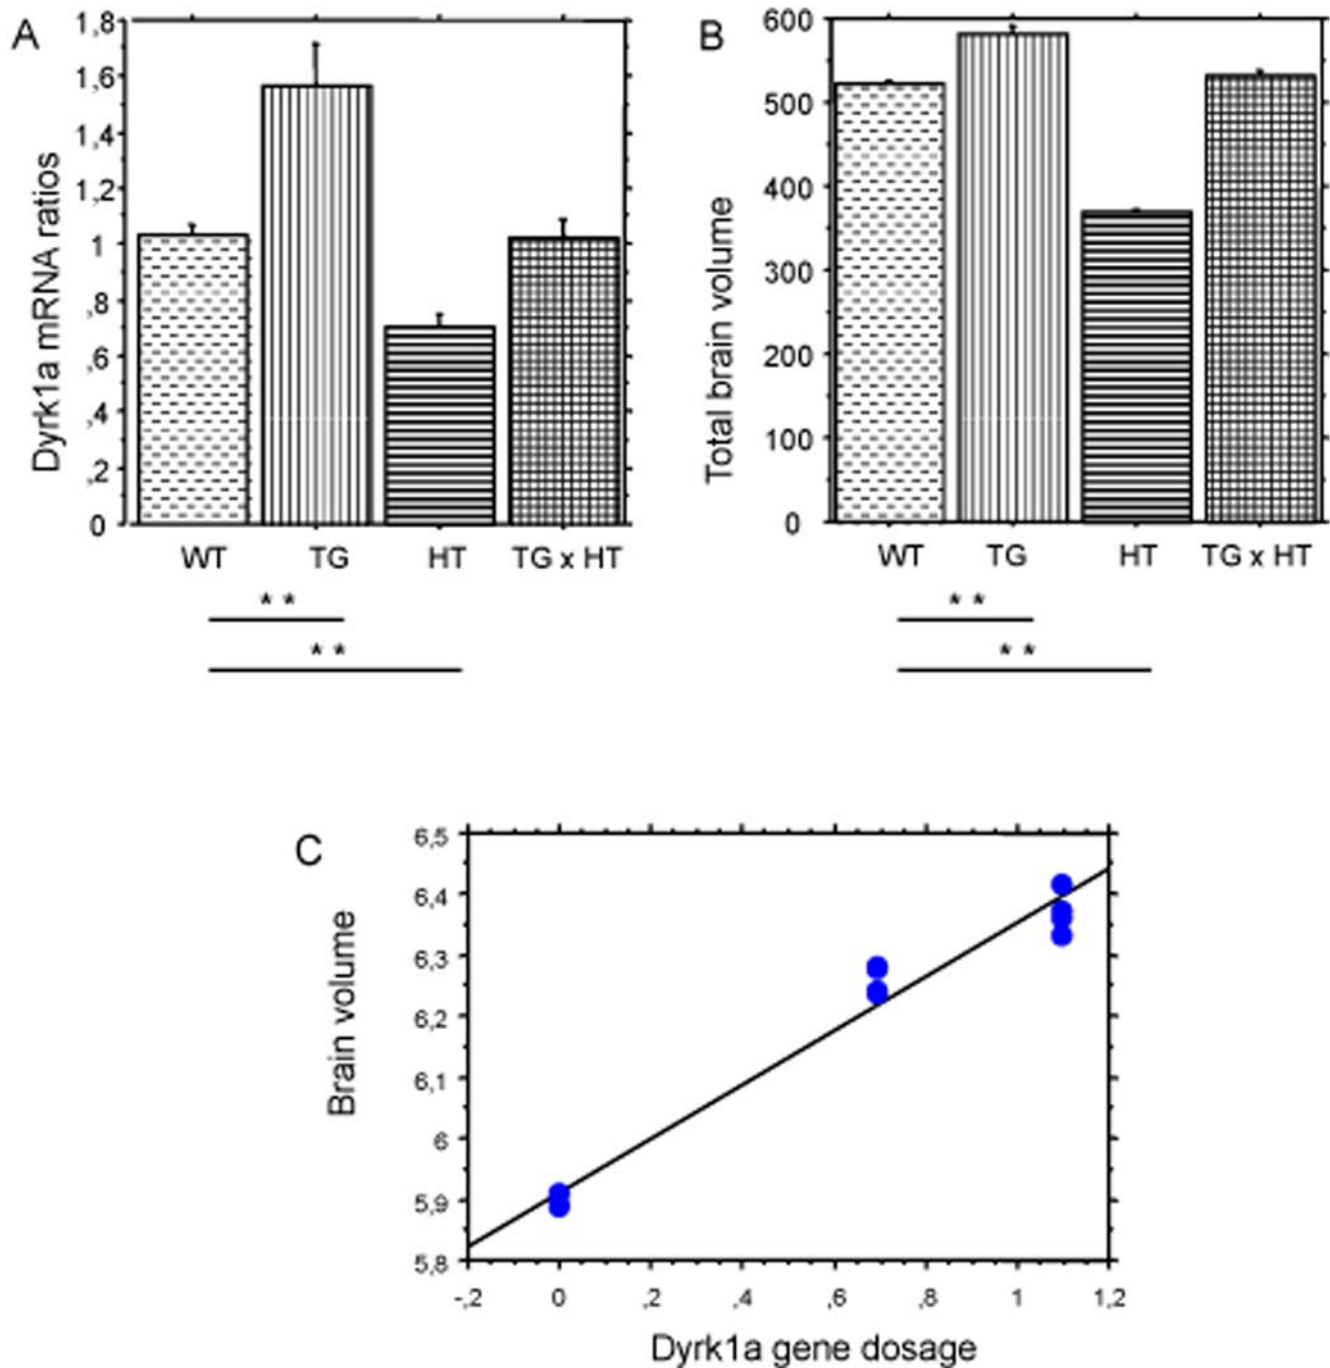 A
Dyrk1a mRNA ratios
1,8
1,6
1,4
1,2
1
,8
,6
,4
,2
0
WT TG HT TG x HT
* *
* *
B
Total brain volume
600
500
400
300
200
100
0
WT TG HT TG x HT
* *
* *
C
Brain volume
6,5
6,4
6,3
6,2
6,1
6
5,9
5,8
-,2 0 ,2 ,4 ,6 ,8 1 1,2
Dyrk1a gene dosage